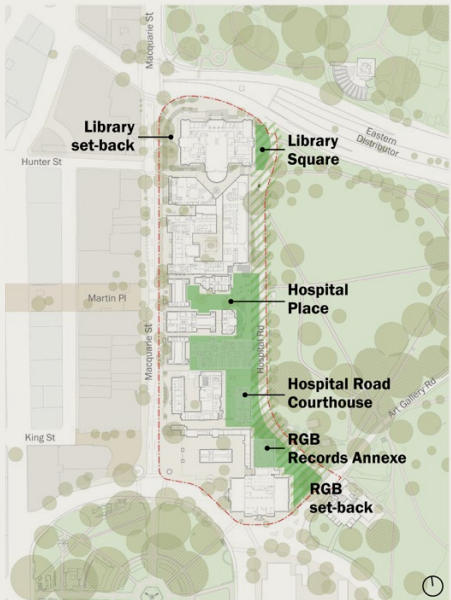 Macquarie St
Library
set-back
Library
Square
Eastern
Distributor
Hunter St
Hospital
Place
Martin Pl
Macquarie St
Hospital Rd
Hospital Road
Courthouse
Art Gallery Rd
King St
RGB
Records Annexe
RGB
set-back